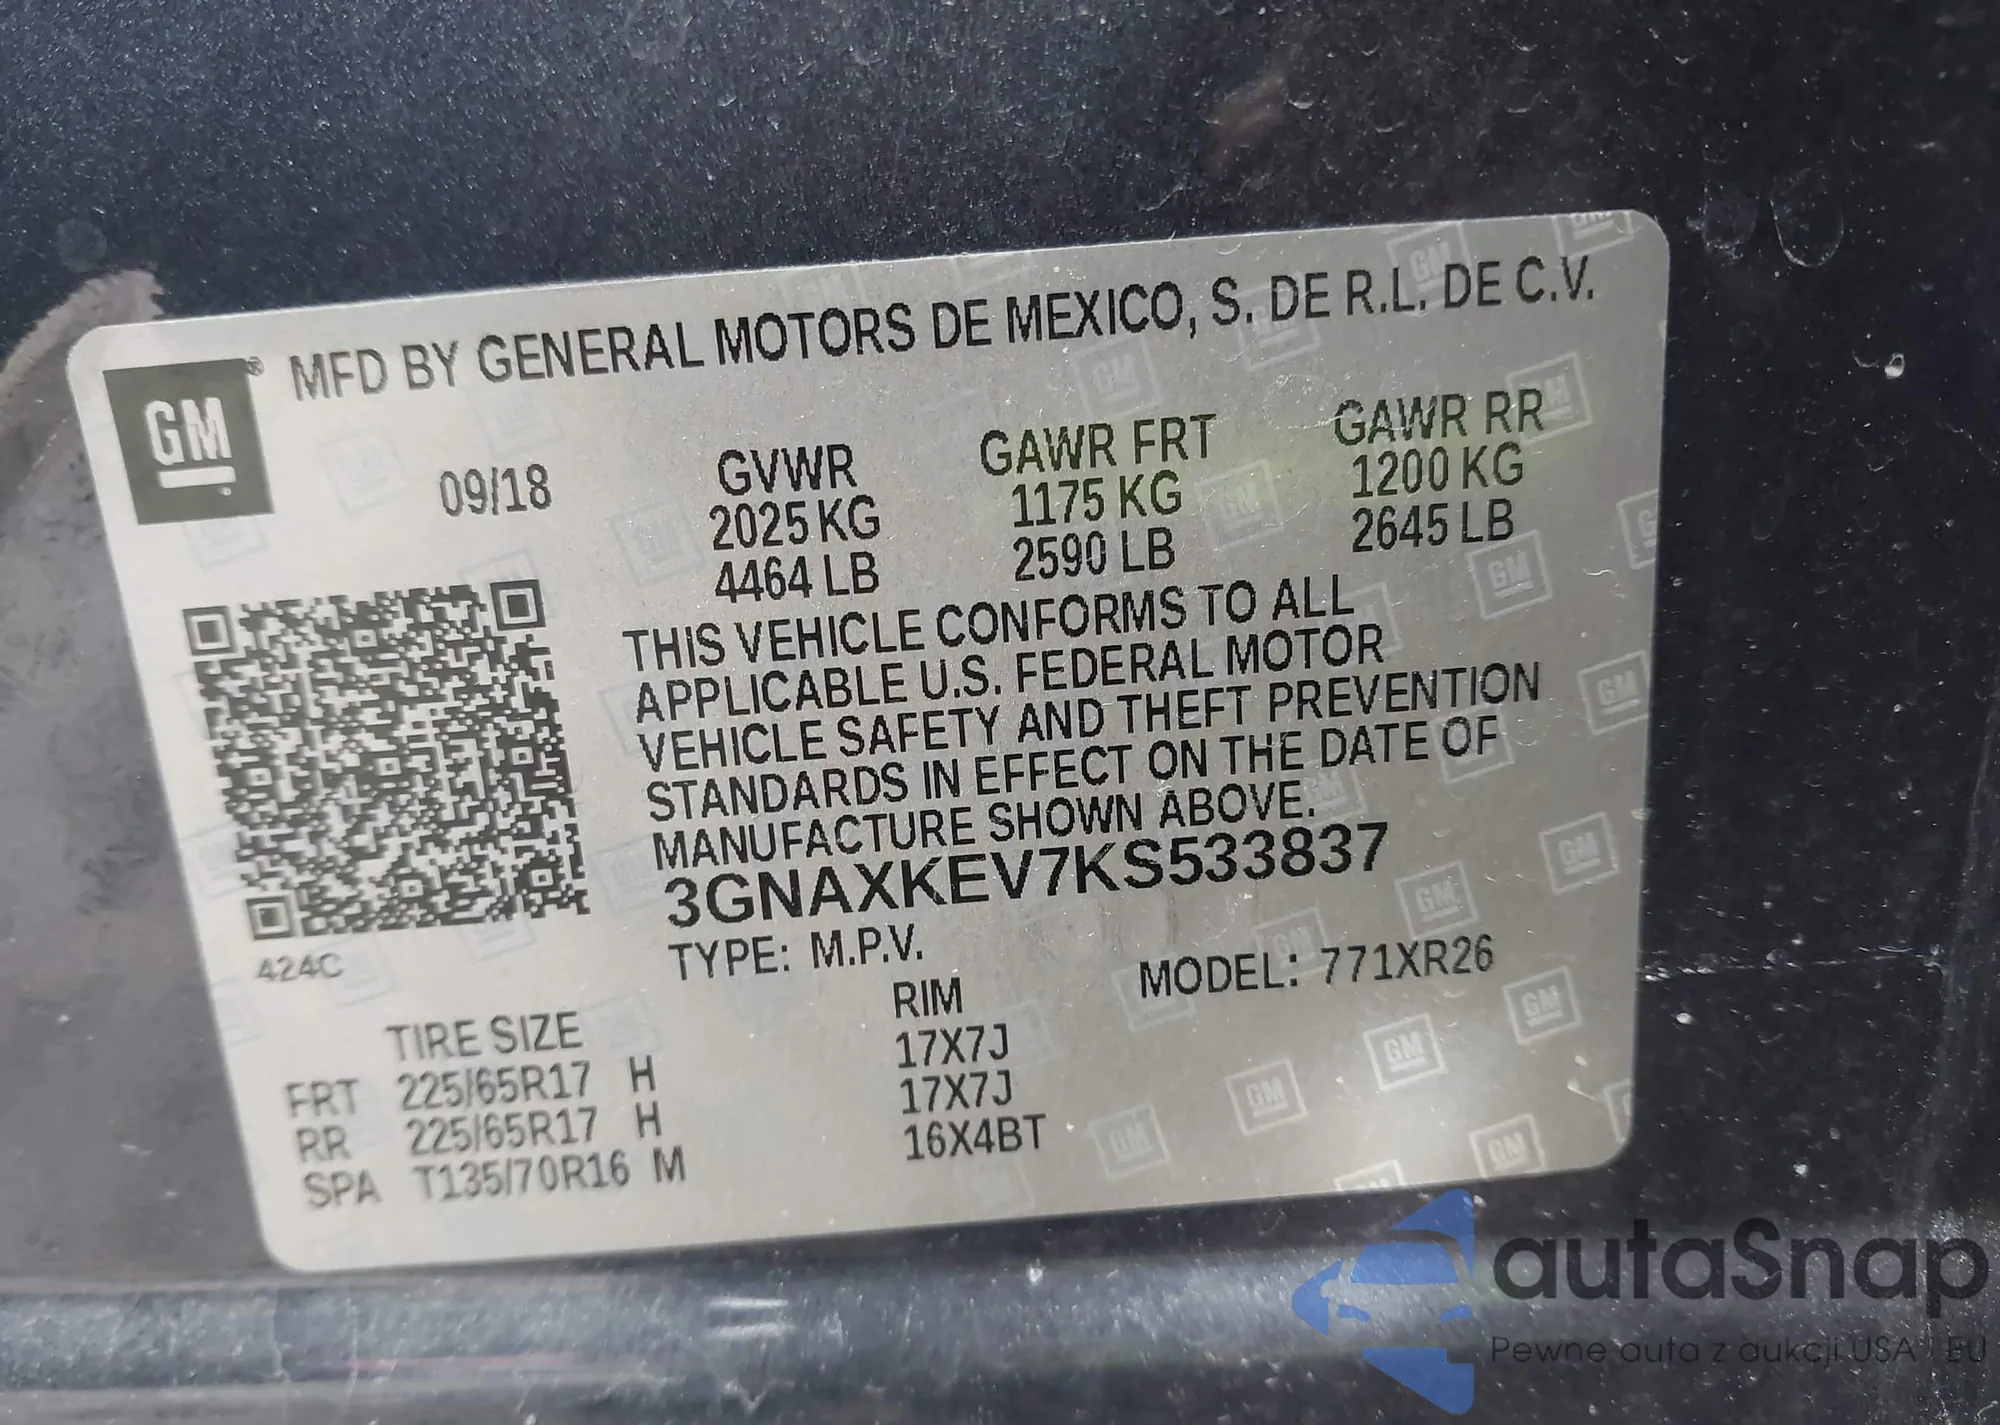 GM ® MFD BY GENERAL MOTORS DE MEXICO, S. DE R.L. DE C.V.
09/18 GVWR GAWR FRT GAWR RR
2025 KG 1175 KG 1200 KG
4464 LB 2590 LB 2645 LB
THIS VEHICLE CONFORMS TO ALL
APPLICABLE U.S. FEDERAL MOTOR
VEHICLE SAFETY AND THEFT PREVENTION
STANDARDS IN EFFECT ON THE DATE OF
MANUFACTURE SHOWN ABOVE.
3GNAXKEV7KS533837
424C
TYPE: M.P.V. MODEL: 771XR26
TIRE SIZE RIM
FRT 225/65R17 H 17X7J
RR 225/65R17 H 17X7J
SPA T135/70R16 M 16X4BT
autaSnap
Pewne auta z aukcji USA | EU